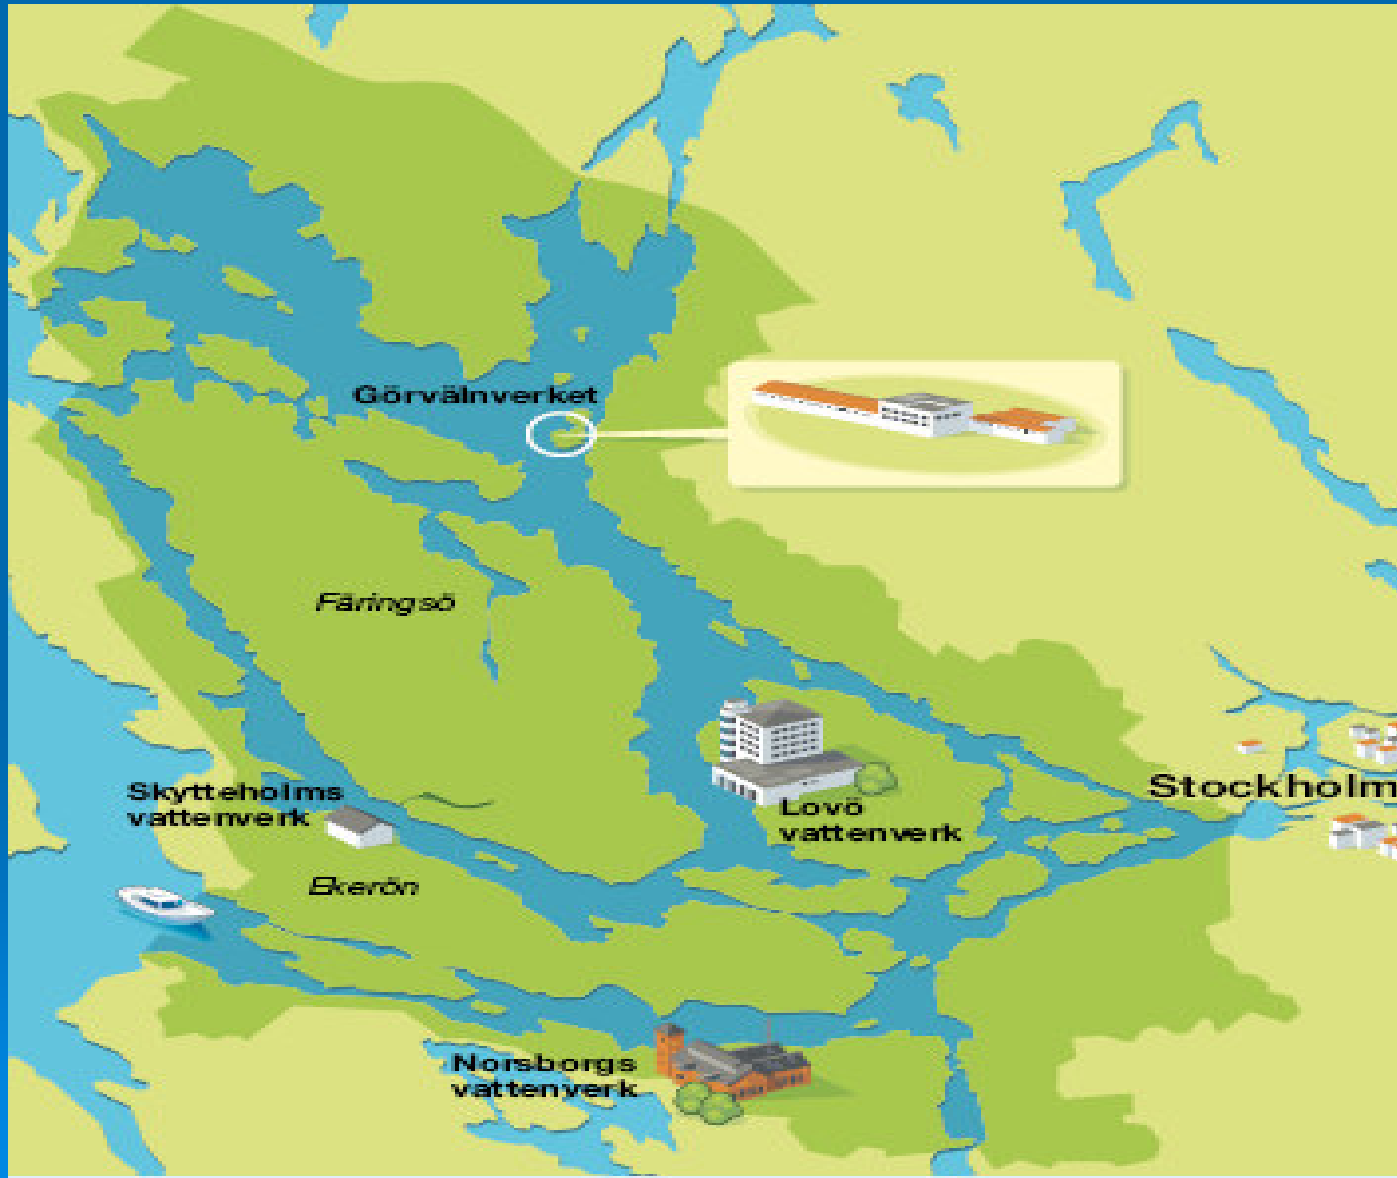 Görvälnverket
Färingsö
Skytteholms
vattenverk
Stockholm
Lovö
vattenverk
Ekerön
Norsborgs
vattenverk